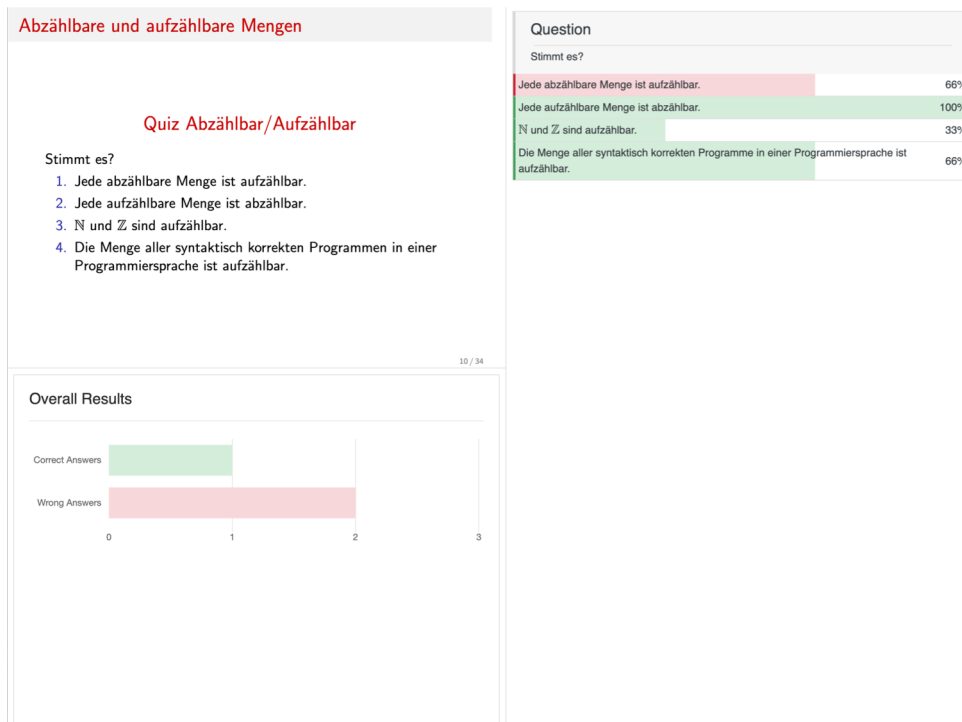 Abzählbare und aufzählbare Mengen
Quiz Abzählbar/Aufzählbar
Stimmt es?
1. Jede abzählbare Menge ist aufzählbar.
2. Jede aufzählbare Menge ist abzählbar.
3. ℕ und ℤ sind aufzählbar.
4. Die Menge aller syntaktisch korrekten Programmen in einer
Programmiersprache ist aufzählbar.
10 / 34
Overall Results
Correct Answers
Wrong Answers
0 1 2 3
Question
Stimmt es?
Jede abzählbare Menge ist aufzählbar. 66%
Jede aufzählbare Menge ist abzählbar. 100%
ℕ und ℤ sind aufzählbar. 33%
Die Menge aller syntaktisch korrekten Programme in einer Programmiersprache ist
aufzählbar. 66%